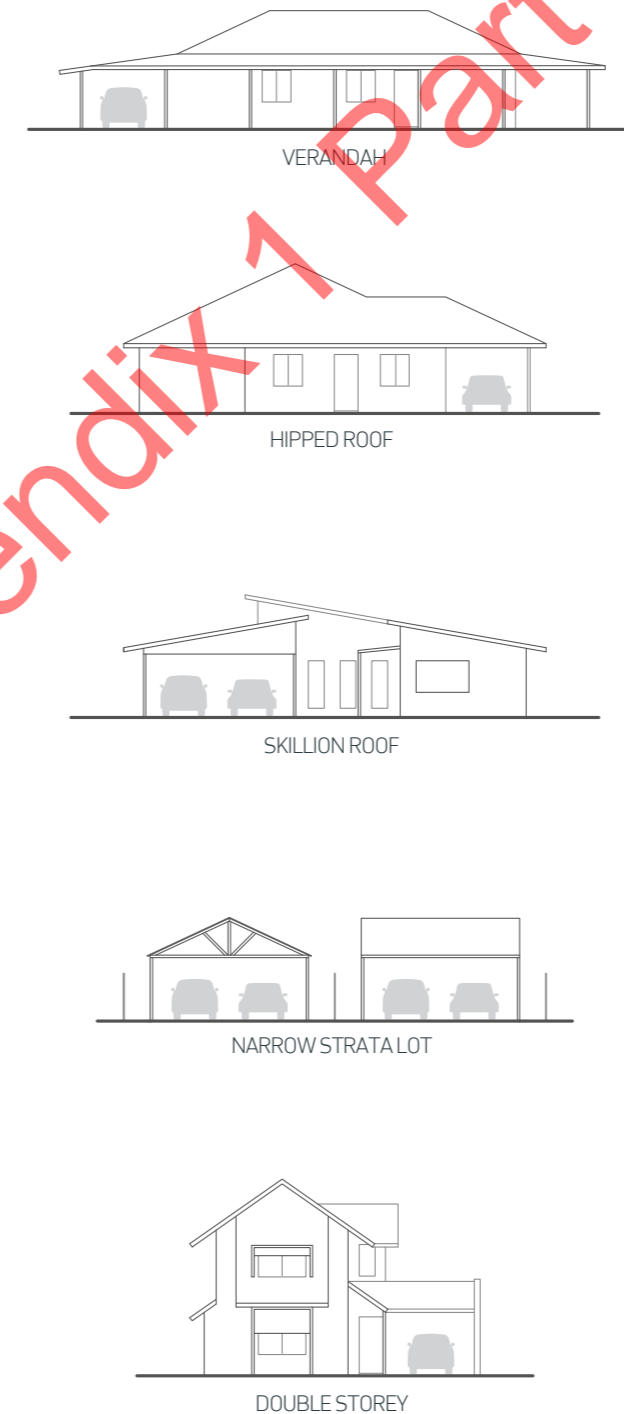 VERANDAH
HIPPED ROOF
SKILLION ROOF
NARROW STRATA LOT
DOUBLE STOREY
endix 1 Part